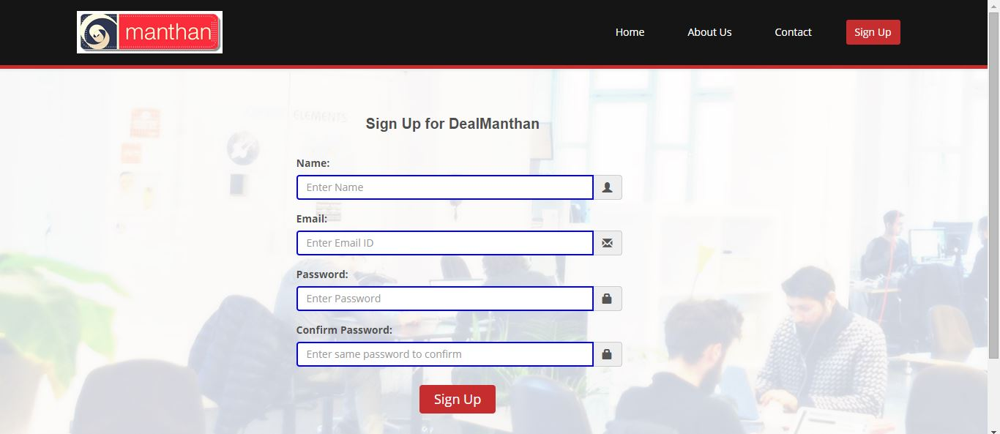 manthan
Home About Us Contact Sign Up
ELEMENTS
Sign Up for DealManthan
Name:
Enter Name
Email:
Enter Email ID
Password:
Enter Password
Confirm Password:
Enter same password to confirm
Sign Up